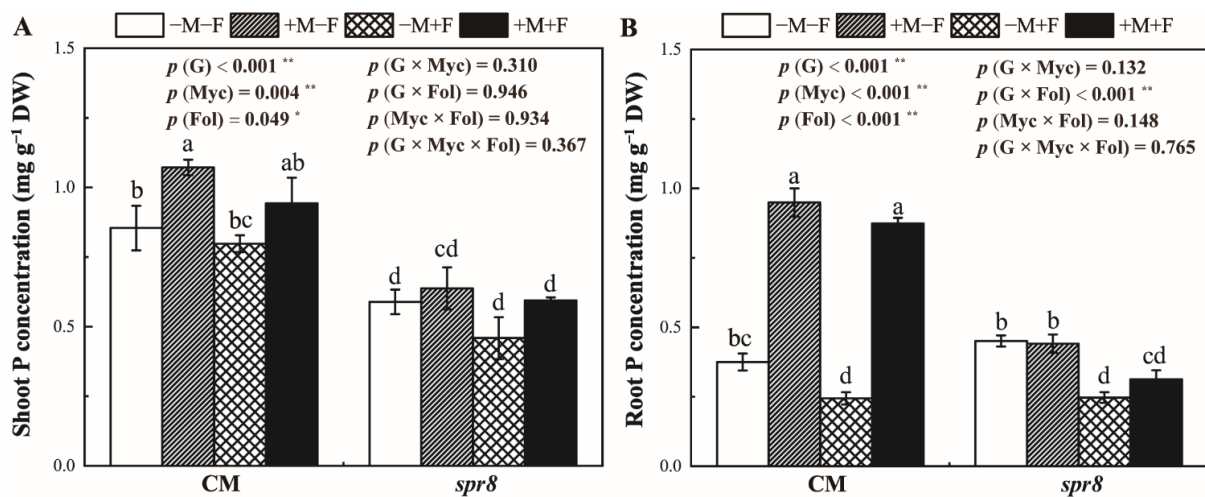 A
−M−F +M−F −M+F +M+F
Shoot P concentration (mg g⁻¹ DW)
1.5
1.0
0.5
0.0
p (G) < 0.001 **
p (Myc) = 0.004 **
p (Fol) = 0.049 *
p (G × Myc) = 0.310
p (G × Fol) = 0.946
p (Myc × Fol) = 0.934
p (G × Myc × Fol) = 0.367
b a bc ab d cd d d
CM spr8
B
−M−F +M−F −M+F +M+F
Root P concentration (mg g⁻¹ DW)
1.5
1.0
0.5
0.0
p (G) < 0.001 **
p (Myc) < 0.001 **
p (Fol) < 0.001 **
p (G × Myc) = 0.132
p (G × Fol) < 0.001 **
p (Myc × Fol) = 0.148
p (G × Myc × Fol) = 0.765
bc a d a b b d cd
CM spr8